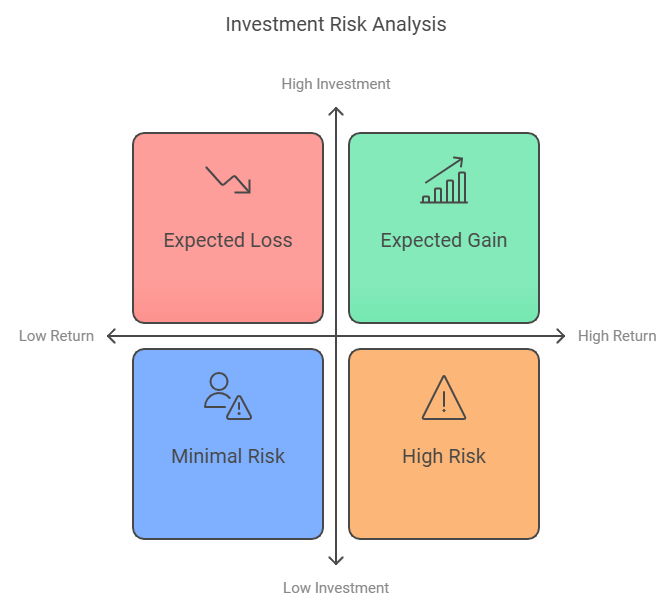 Investment Risk Analysis
High Investment
Expected Loss
Expected Gain
Low Return
High Return
Minimal Risk
High Risk
Low Investment